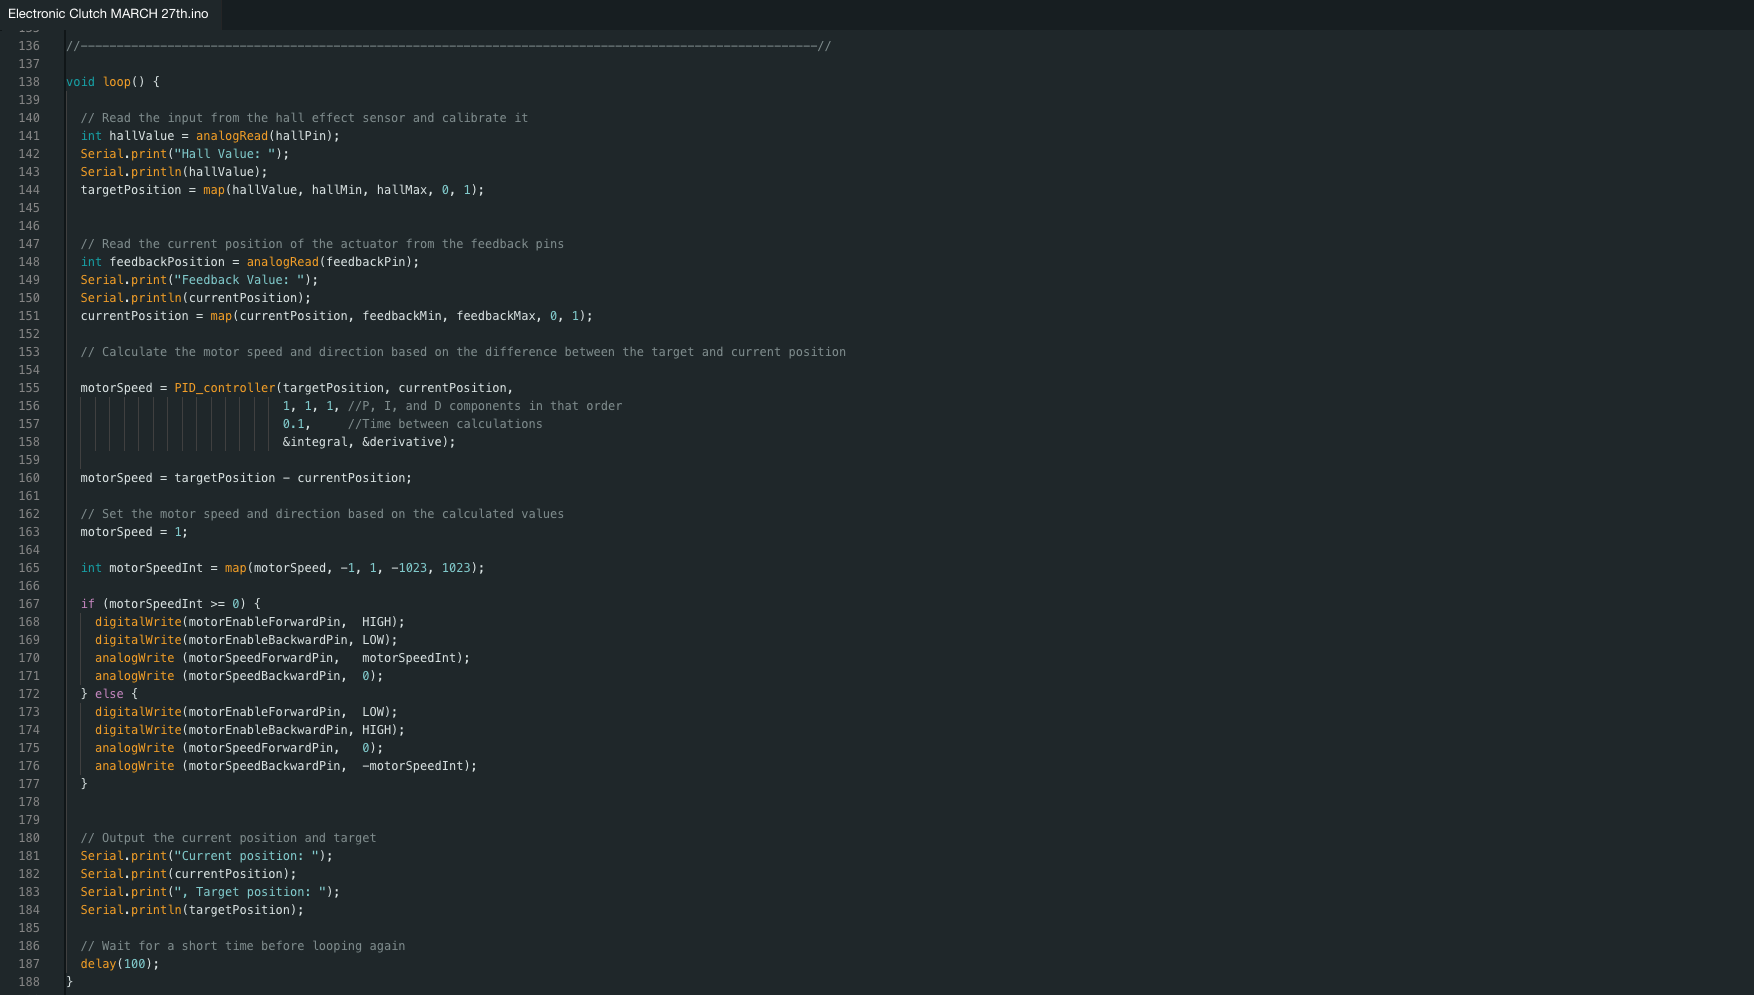 Electronic Clutch MARCH 27th.ino
136 //------------------------------------------------------------------------------------------------------//
137
138 void loop() {
139
140 // Read the input from the hall effect sensor and calibrate it
141 int hallValue = analogRead(hallPin);
142 Serial.print("Hall Value: ");
143 Serial.println(hallValue);
144 targetPosition = map(hallValue, hallMin, hallMax, 0, 1);
145
146
147 // Read the current position of the actuator from the feedback pins
148 int feedbackPosition = analogRead(feedbackPin);
149 Serial.print("Feedback Value: ");
150 Serial.println(currentPosition);
151 currentPosition = map(currentPosition, feedbackMin, feedbackMax, 0, 1);
152
153 // Calculate the motor speed and direction based on the difference between the target and current position
154
155 motorSpeed = PID_controller(targetPosition, currentPosition,
156 1, 1, 1, //P, I, and D components in that order
157 0.1, //Time between calculations
158 &integral, &derivative);
159
160 motorSpeed = targetPosition - currentPosition;
161
162 // Set the motor speed and direction based on the calculated values
163 motorSpeed = 1;
164
165 int motorSpeedInt = map(motorSpeed, -1, 1, -1023, 1023);
166
167 if (motorSpeedInt >= 0) {
168 digitalWrite(motorEnableForwardPin, HIGH);
169 digitalWrite(motorEnableBackwardPin, LOW);
170 analogWrite (motorSpeedForwardPin, motorSpeedInt);
171 analogWrite (motorSpeedBackwardPin, 0);
172 } else {
173 digitalWrite(motorEnableForwardPin, LOW);
174 digitalWrite(motorEnableBackwardPin, HIGH);
175 analogWrite (motorSpeedForwardPin, 0);
176 analogWrite (motorSpeedBackwardPin, -motorSpeedInt);
177 }
178
179
180 // Output the current position and target
181 Serial.print("Current position: ");
182 Serial.print(currentPosition);
183 Serial.print(", Target position: ");
184 Serial.println(targetPosition);
185
186 // Wait for a short time before looping again
187 delay(100);
188 }